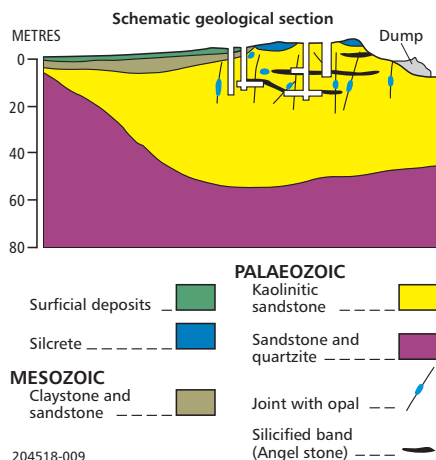 Schematic geological section
METRES
Dump
0
20
40
60
80
PALAEOZOIC
Surficial deposits
Kaolinitic
sandstone
Silcrete
Sandstone and
quartzite
MESOZOIC
Claystone and
sandstone
Joint with opal
Silicified band
(Angel stone)
204518-009